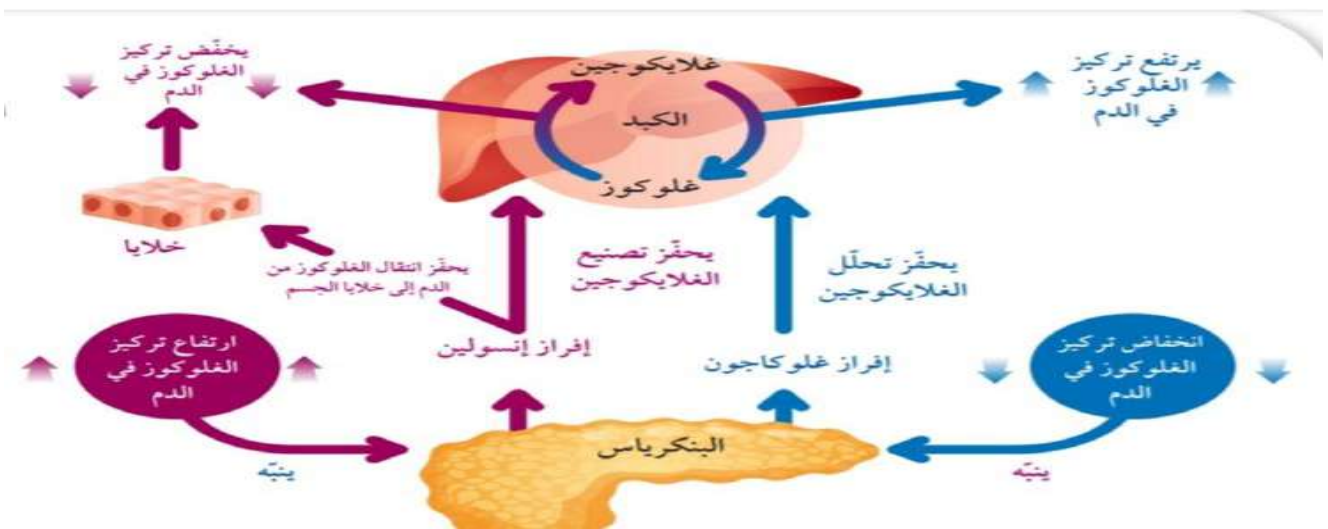 يخفّض تركيز
الغلوكوز في
الدم
غلايكوجين
الكبد
غلوكوز
يرتفع تركيز
الغلوكوز
في الدم
خلايا
يحفّز انتقال الغلوكوز من
الدم إلى خلايا الجسم
يحفّز تصنيع
الغلايكوجين
يحفّز تحلّل
الغلايكوجين
ارتفاع تركيز
الغلوكوز في
الدم
إفراز إنسولين
إفراز غلوكاجون
انخفاض تركيز
الغلوكوز في
الدم
البنكرياس
ينبّه
ينبّه